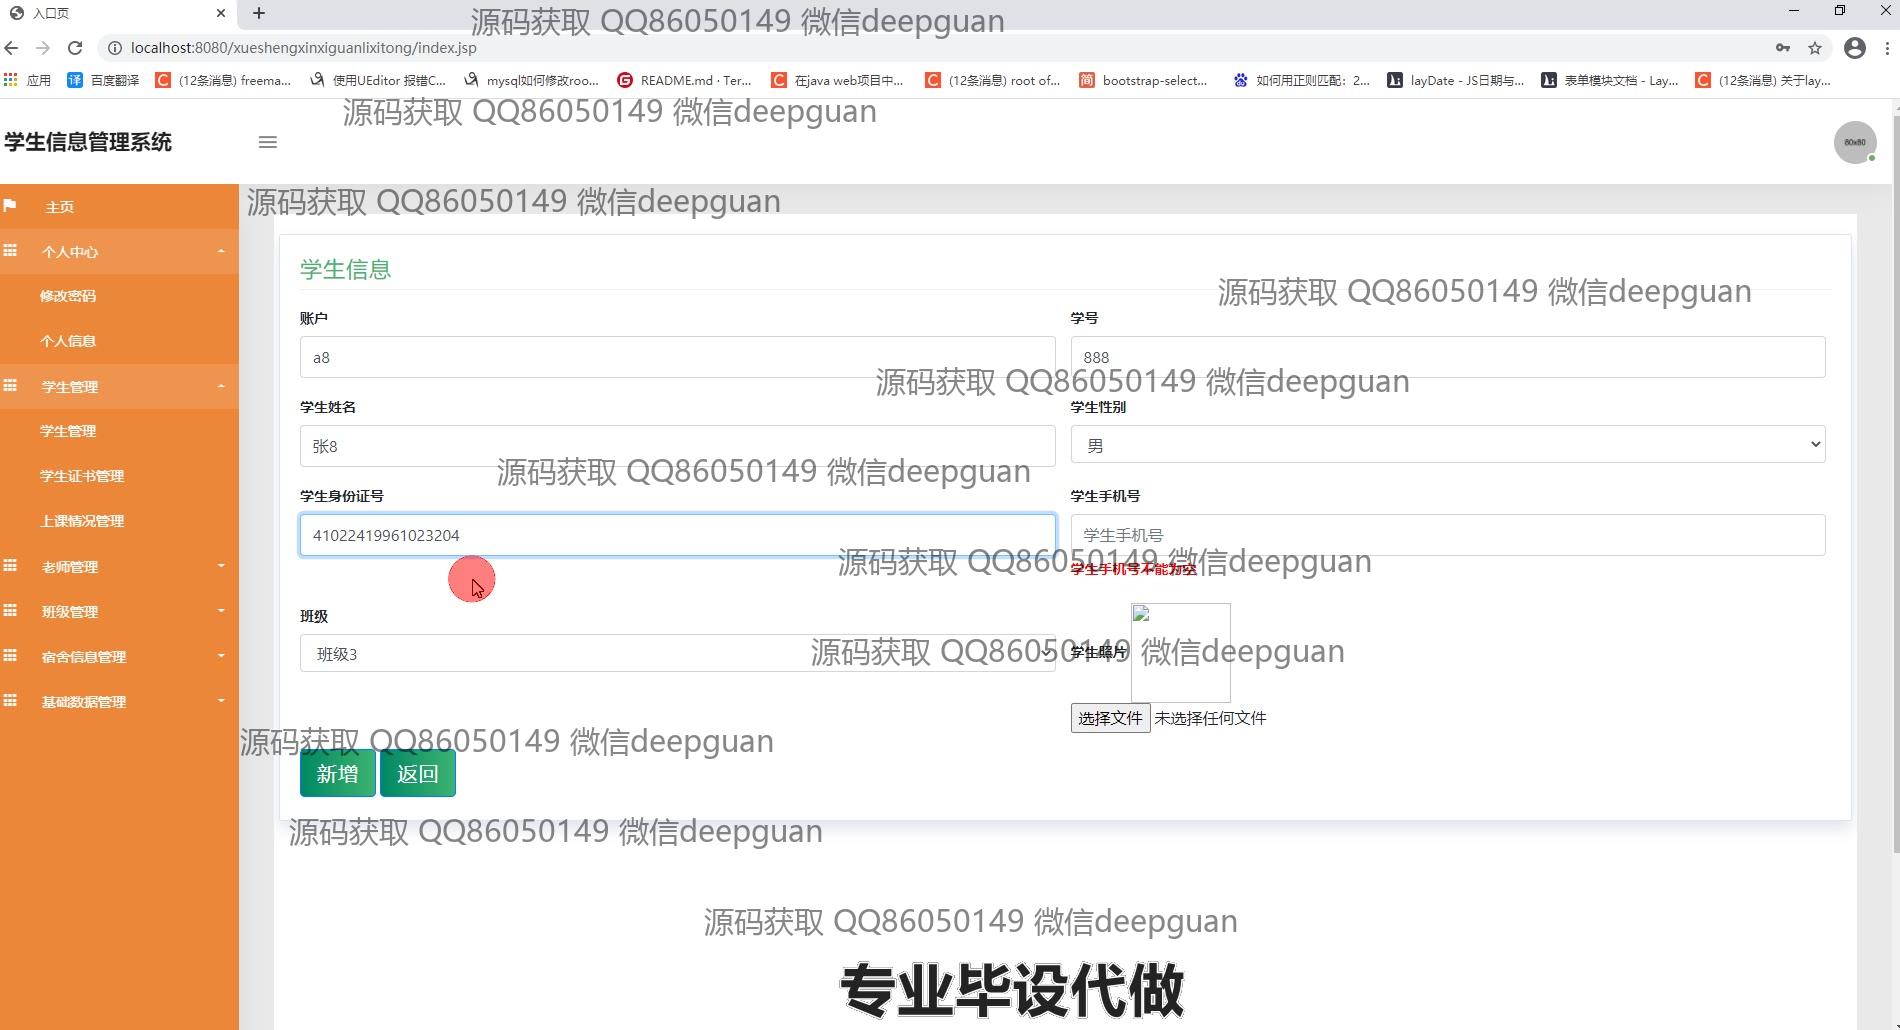 入口页
源码获取 QQ86050149 微信deepguan
localhost:8080/xueshengxinxiguanlixitong/index.jsp
应用
百度翻译
(12条消息) freema...
使用UEditor 报错C...
mysql如何修改roo...
README.md · Ter...
在java web项目中...
(12条消息) root of...
bootstrap-select...
如何用正则匹配：2...
layDate - JS日期与...
表单模块文档 - Lay...
(12条消息) 关于lay...
源码获取 QQ86050149 微信deepguan
学生信息管理系统
80x80
源码获取 QQ86050149 微信deepguan
主页
个人中心
修改密码
个人信息
学生管理
学生管理
学生证书管理
上课情况管理
老师管理
班级管理
宿舍信息管理
基础数据管理
学生信息
源码获取 QQ86050149 微信deepguan
账户
学号
a8
888
源码获取 QQ86050149 微信deepguan
学生姓名
学生性别
张8
男
源码获取 QQ86050149 微信deepguan
学生身份证号
学生手机号
41022419961023204
学生手机号
源码获取 QQ86050149 微信deepguan
学生手机号不能为空
班级
班级3
源码获取 QQ86050149 微信deepguan
学生照片
选择文件 未选择任何文件
源码获取 QQ86050149 微信deepguan
新增
返回
源码获取 QQ86050149 微信deepguan
源码获取 QQ86050149 微信deepguan
专业毕设代做